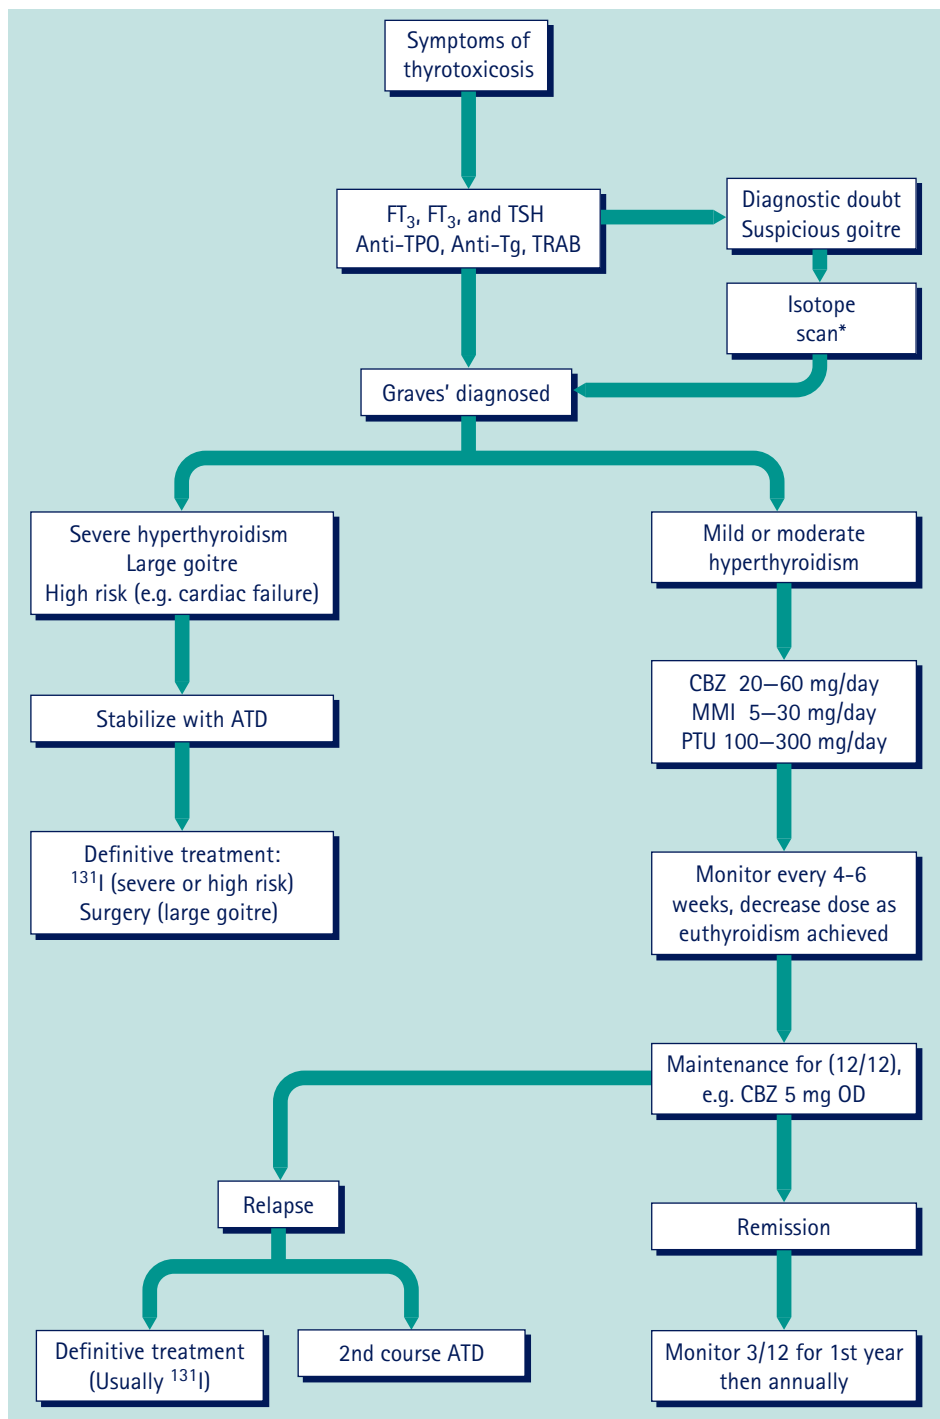 Symptoms of
thyrotoxicosis
FT₃, FT₃, and TSH
Anti-TPO, Anti-Tg, TRAB
Diagnostic doubt
Suspicious goitre
Isotope
scan*
Graves’ diagnosed
Severe hyperthyroidism
Large goitre
High risk (e.g. cardiac failure)
Mild or moderate
hyperthyroidism
Stabilize with ATD
CBZ 20–60 mg/day
MMI 5–30 mg/day
PTU 100–300 mg/day
Definitive treatment:
¹³¹I (severe or high risk)
Surgery (large goitre)
Monitor every 4-6
weeks, decrease dose as
euthyroidism achieved
Maintenance for (12/12),
e.g. CBZ 5 mg OD
Relapse
Remission
Definitive treatment
(Usually ¹³¹I)
2nd course ATD
Monitor 3/12 for 1st year
then annually